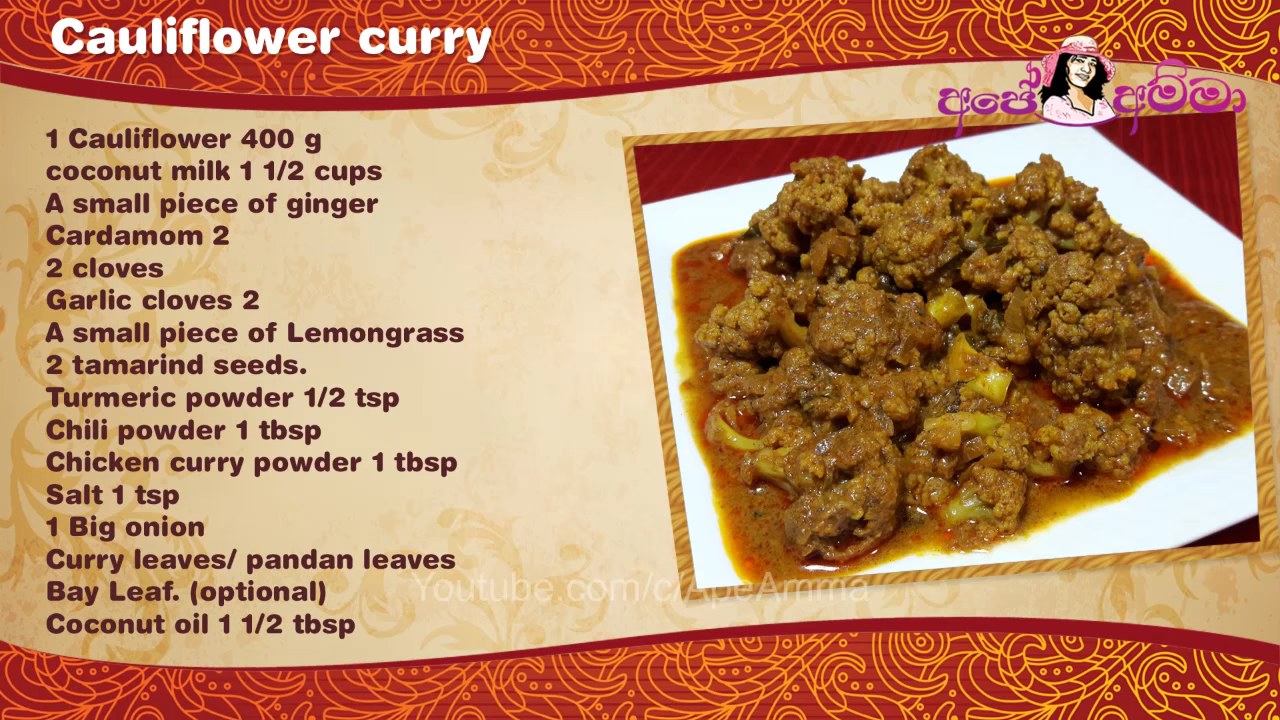 Cauliflower curry
අපේ අම්මා
1 Cauliflower 400 g
coconut milk 1 1/2 cups
A small piece of ginger
Cardamom 2
2 cloves
Garlic cloves 2
A small piece of Lemongrass
2 tamarind seeds.
Turmeric powder 1/2 tsp
Chili powder 1 tbsp
Chicken curry powder 1 tbsp
Salt 1 tsp
1 Big onion
Curry leaves/ pandan leaves
Bay Leaf. (optional)
Youtube.com/c/ApeAmma
Coconut oil 1 1/2 tbsp